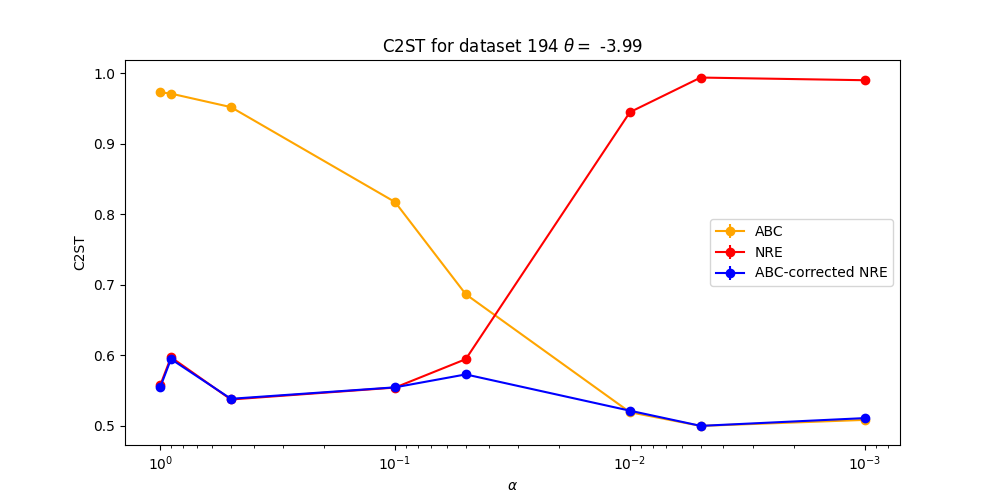 C2ST for dataset 194 θ = -3.99
1.0
0.9
0.8
0.7
0.6
0.5
C2ST
ABC
NRE
ABC-corrected NRE
10⁰
10⁻¹
10⁻²
10⁻³
α